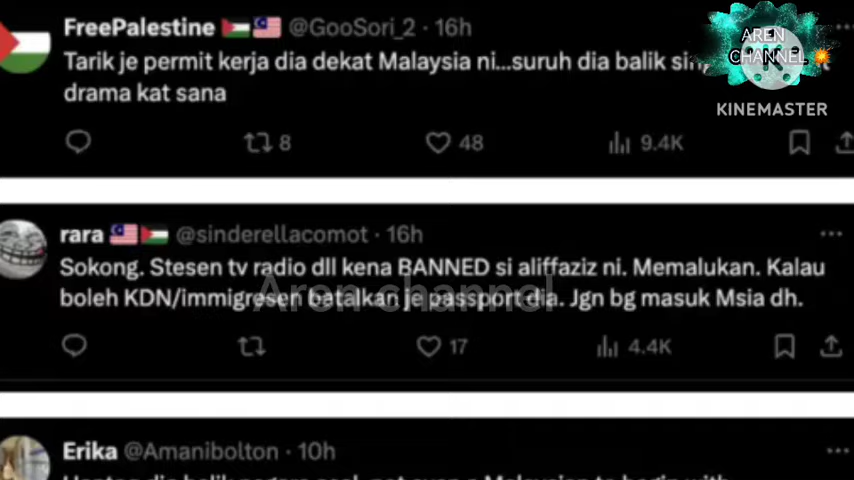 FreePalestine 🇵🇸🇲🇾 @GooSori_2 · 16h
Tarik je permit kerja dia dekat Malaysia ni...suruh dia balik
drama kat sana
8 48 9.4K
AREN
CHANNEL
KINEMASTER
rara 🇲🇾🇵🇸 @sinderellacomot · 16h
Sokong. Stesen tv radio dll kena BANNED si aliffaziz ni. Memalukan. Kalau
boleh KDN/immigresen batalkan je passport dia. Jgn bg masuk Msia dh.
Aren channel
17 4.4K
Erika @Amanibolton · 10h